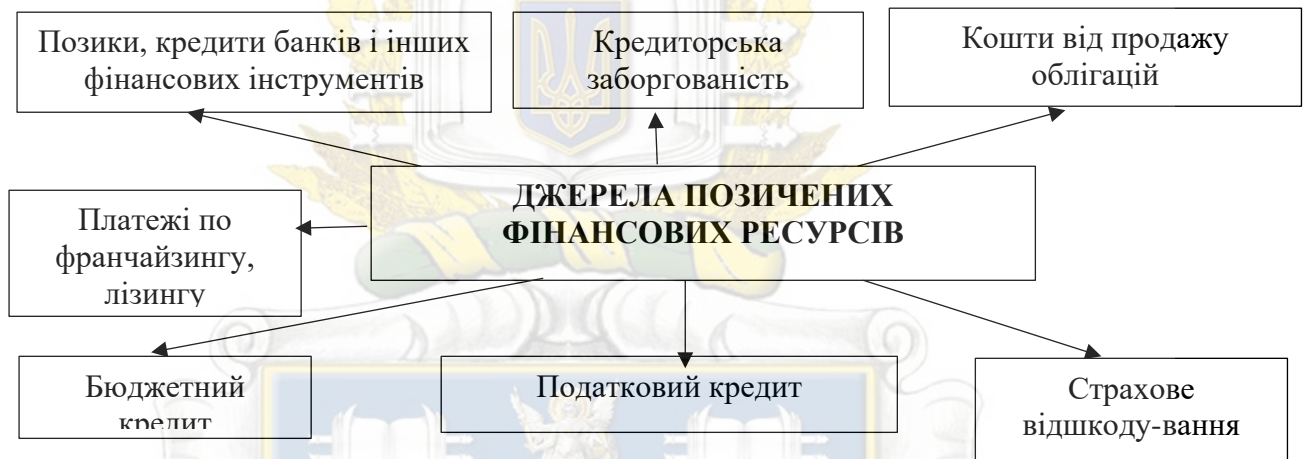 Позики, кредити банків і інших
фінансових інструментів
Кредиторська
заборгованість
Кошти від продажу
облігацій
ДЖЕРЕЛА ПОЗИЧЕНИХ
ФІНАНСОВИХ РЕСУРСІВ
Платежі по
франчайзингу,
лізингу
Бюджетний
кредит
Податковий кредит
Страхове
відшкоду-вання